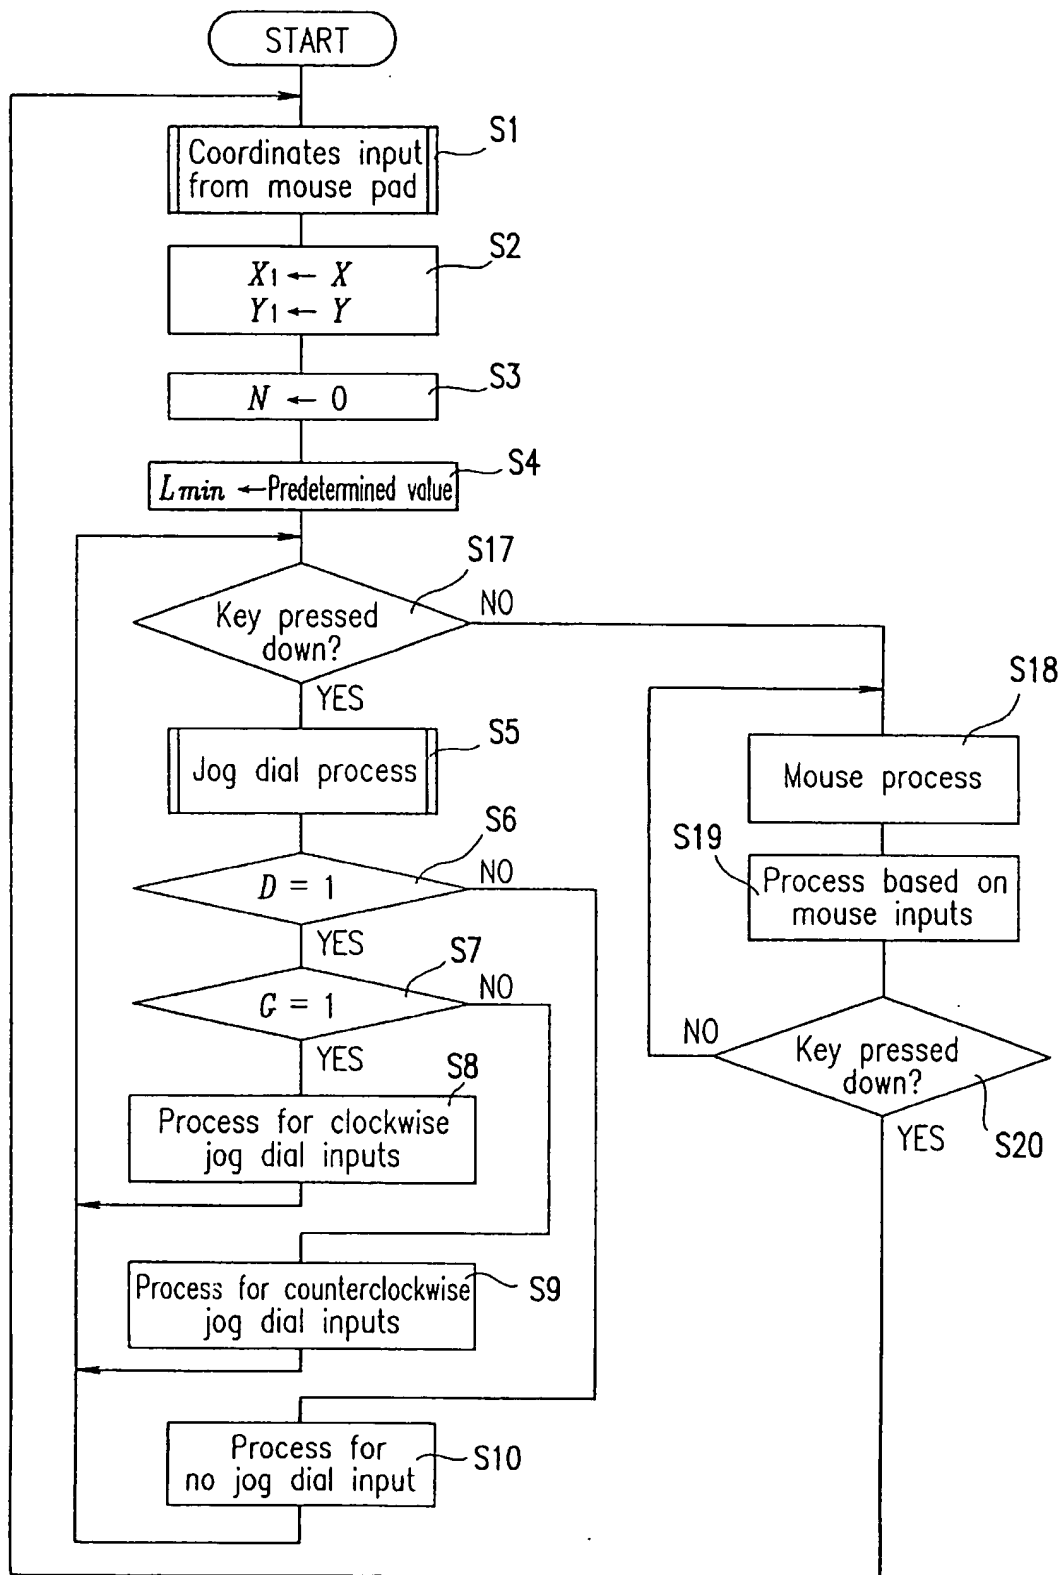 START
S1
Coordinates input
from mouse pad
S2
X1 ← X
Y1 ← Y
S3
N ← 0
S4
Lmin ← Predetermined value
S17
Key pressed
down?
NO
YES
S18
Mouse process
S5
Jog dial process
S6
D = 1
NO
YES
S19
Process based on
mouse inputs
S7
G = 1
NO
YES
NO
Key pressed
down?
YES
S20
S8
Process for clockwise
jog dial inputs
Process for counterclockwise
jog dial inputs
S9
Process for
no jog dial input
S10